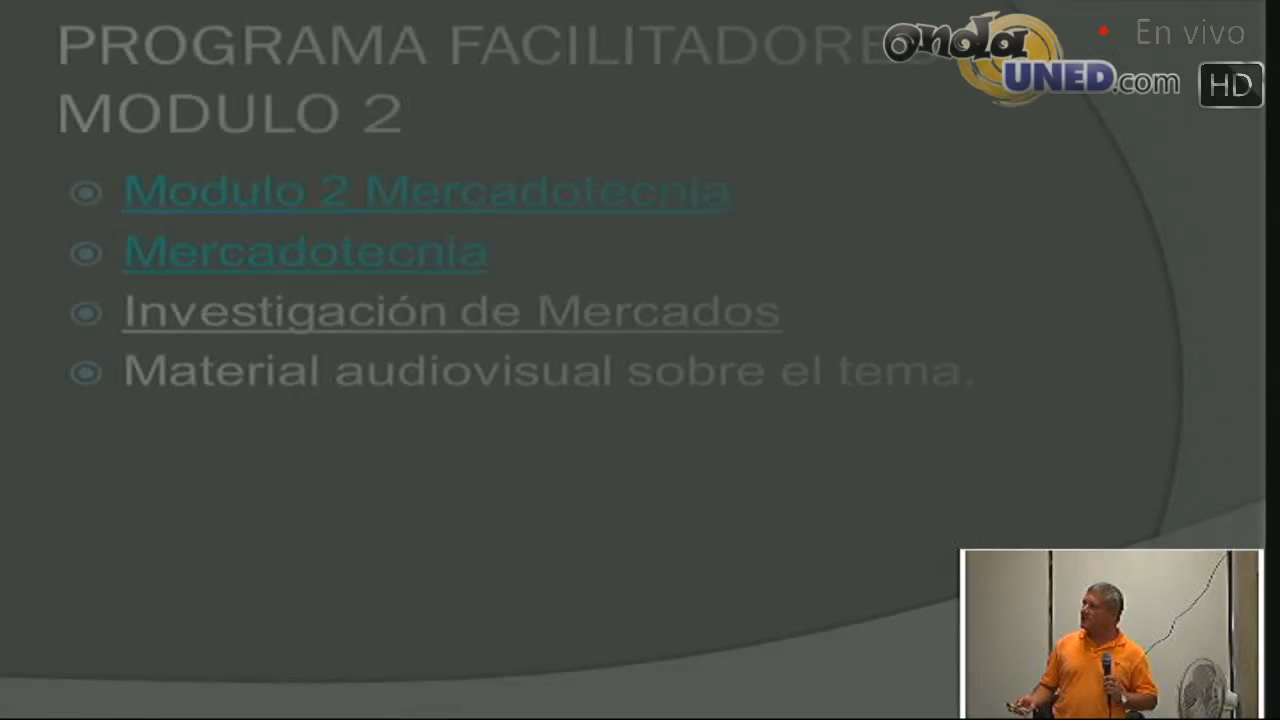 PROGRAMA FACILITADORES
MODULO 2
Modulo 2 Mercadotecnia
Mercadotecnia
Investigación de Mercados
Material audiovisual sobre el tema.
onda
UNED.com
En vivo
HD